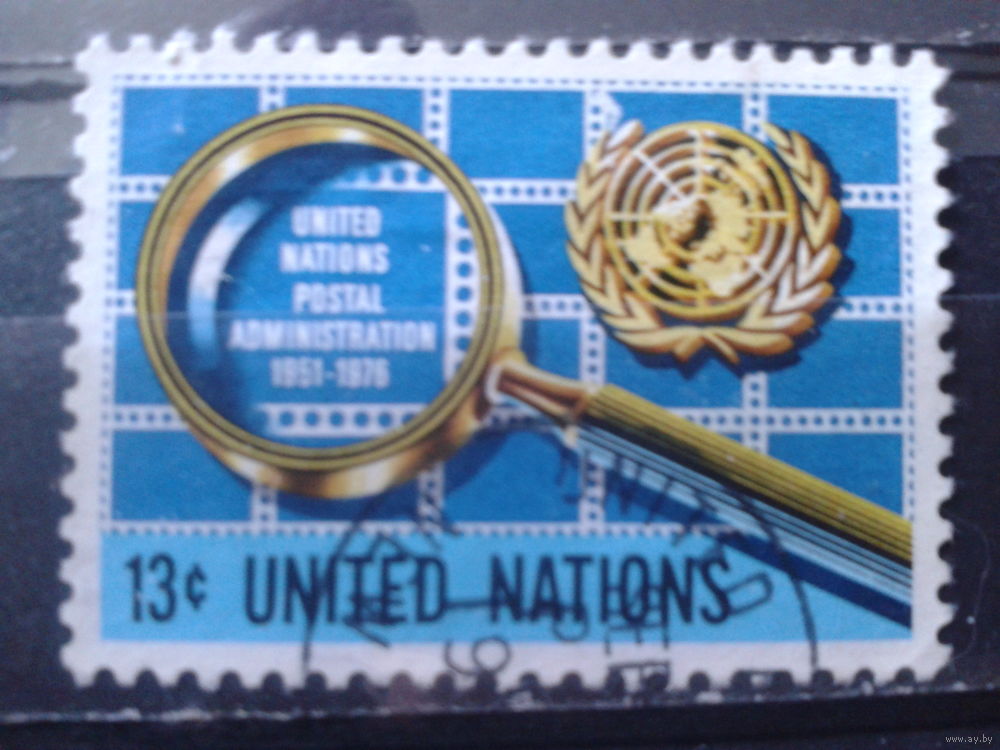 UNITED
NATIONS
POSTAL
ADMINISTRATION
1951-1976
13¢ UNITED NATIONS
www.ay.by